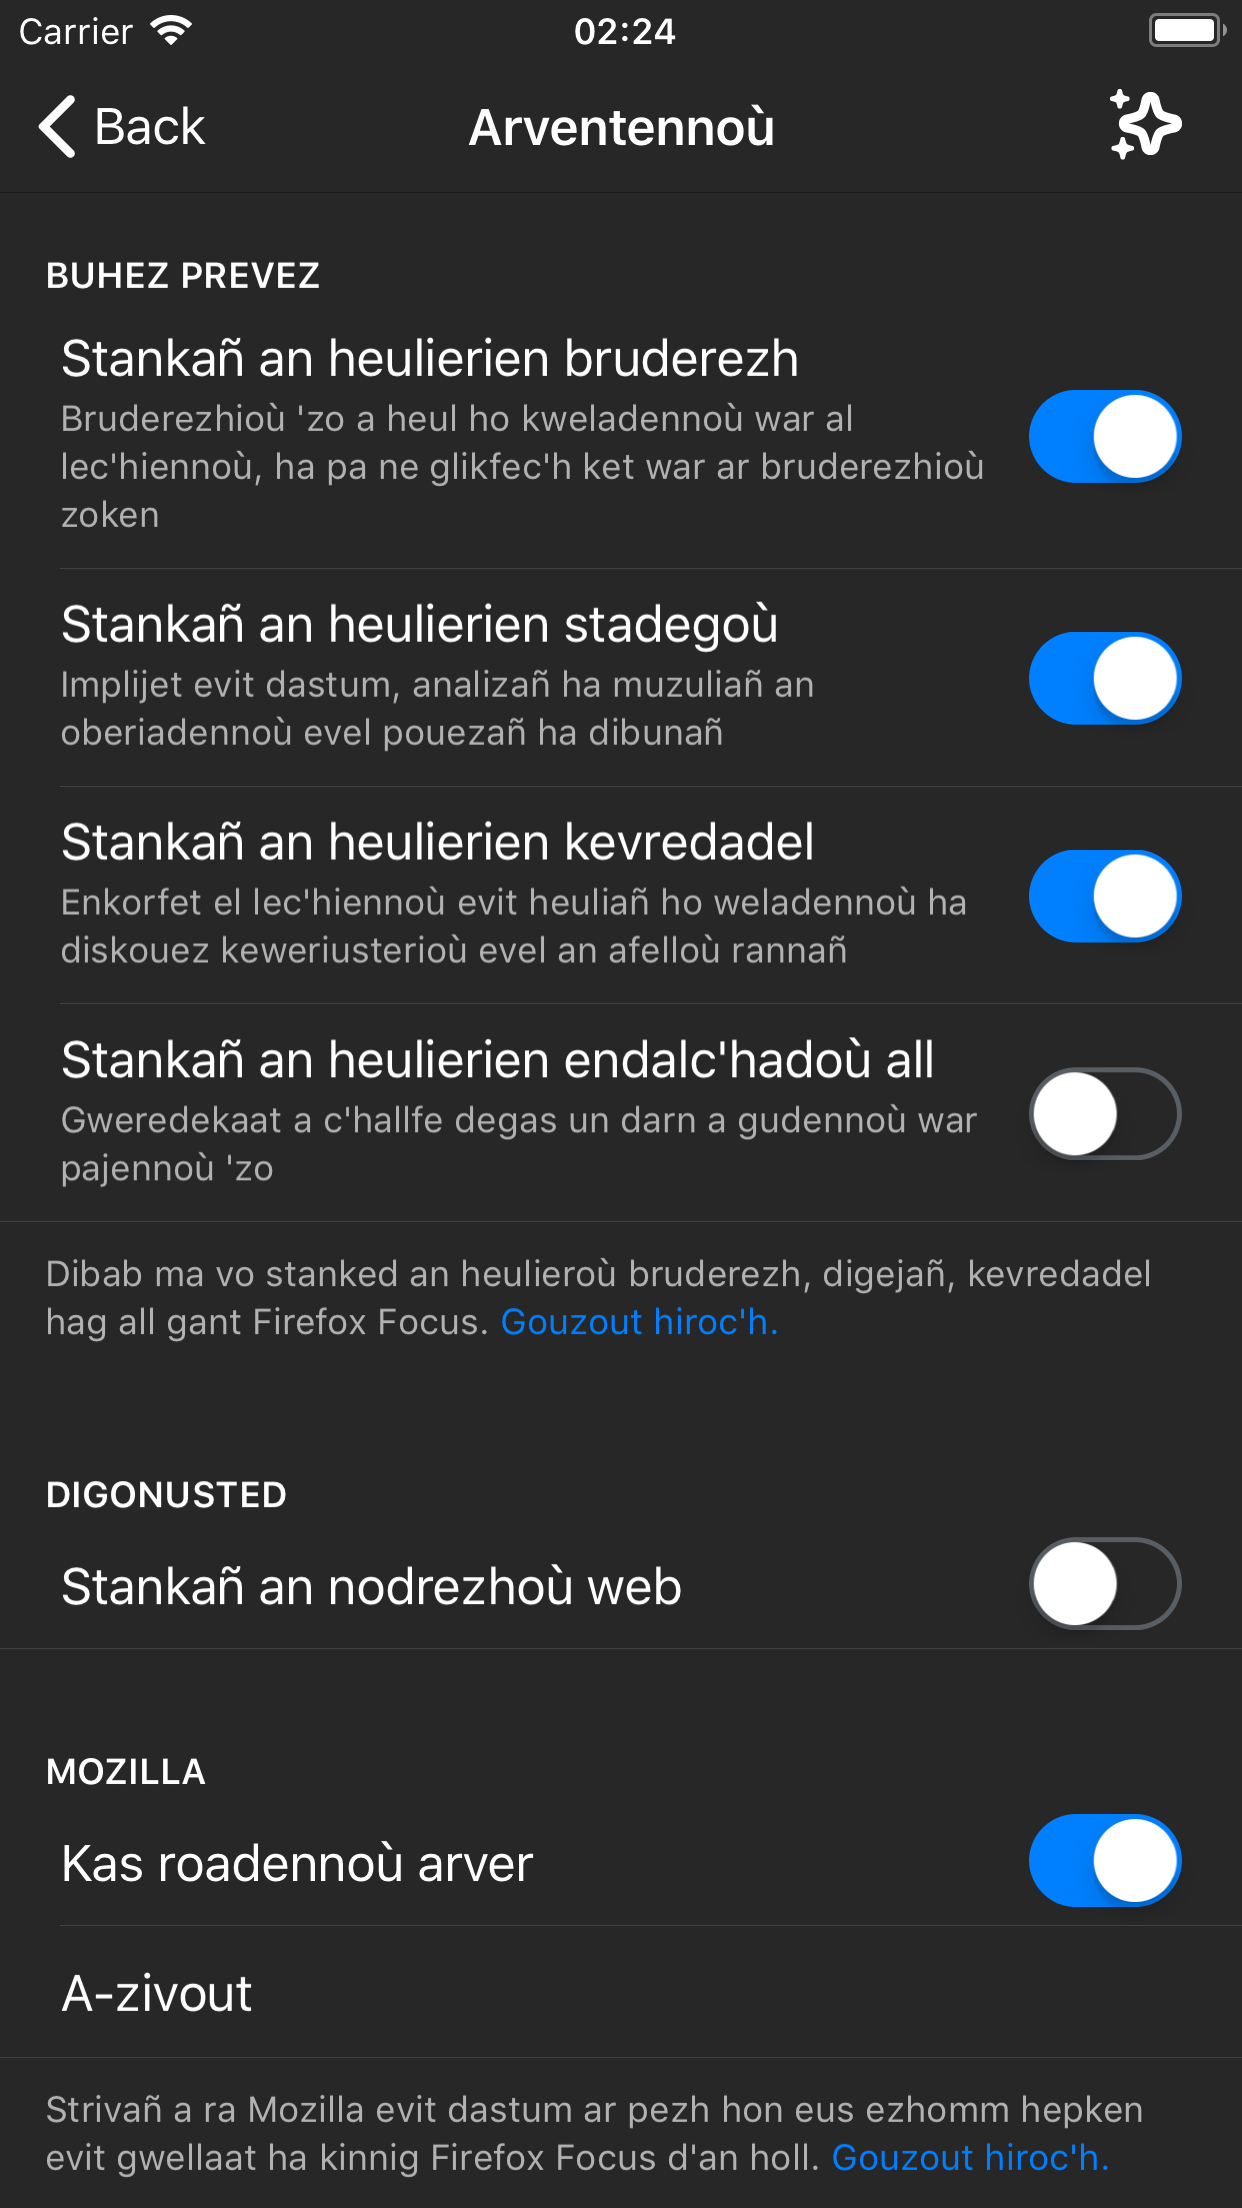 Carrier
02:24
Back
Arventennoù
BUHEZ PREVEZ
Stankañ an heulierien bruderezh
Bruderezhioù 'zo a heul ho kweladennoù war al
lec'hiennoù, ha pa ne glikfec'h ket war ar bruderezhioù
zoken
Stankañ an heulierien stadegoù
Implijet evit dastum, analizañ ha muzuliañ an
oberiadennoù evel pouezañ ha dibunañ
Stankañ an heulierien kevredadel
Enkorfet el lec'hiennoù evit heuliañ ho weladennoù ha
diskouez keweriusterioù evel an afelloù rannañ
Stankañ an heulierien endalc'hadoù all
Gweredekaat a c'hallfe degas un darn a gudennoù war
pajennoù 'zo
Dibab ma vo stanked an heulieroù bruderezh, digejañ, kevredadel
hag all gant Firefox Focus. Gouzout hiroc'h.
DIGONUSTED
Stankañ an nodrezhoù web
MOZILLA
Kas roadennoù arver
A-zivout
Strivañ a ra Mozilla evit dastum ar pezh hon eus ezhomm hepken
evit gwellaat ha kinnig Firefox Focus d'an holl. Gouzout hiroc'h.